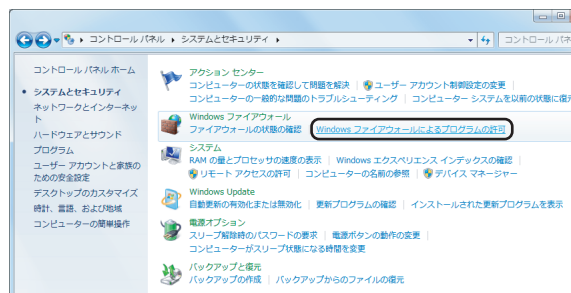 コントロール パネル ▸ システムとセキュリティ ▸
コントロール パネ
コントロール パネル ホーム
システムとセキュリティ
ネットワークとインターネッ
ト
ハードウェアとサウンド
プログラム
ユーザー アカウントと家族の
ための安全設定
デスクトップのカスタマイズ
時計、言語、および地域
コンピューターの簡単操作
アクション センター
コンピューターの状態を確認して問題を解決 | ユーザー アカウント制御設定の変更 |
コンピューターの一般的な問題のトラブルシューティング | コンピューター システムを以前の状態に復
Windows ファイアウォール
ファイアウォールの状態の確認 | Windows ファイアウォールによるプログラムの許可
システム
RAM の量とプロセッサの速度の表示 | Windows エクスペリエンス インデックスの確認 |
リモート アクセスの許可 | コンピューターの名前の参照 | デバイス マネージャー
Windows Update
自動更新の有効化または無効化 | 更新プログラムの確認 | インストールされた更新プログラムを表示
電源オプション
スリープ解除時のパスワードの要求 | 電源ボタンの動作の変更 |
コンピューターがスリープ状態になる時間を変更
バックアップと復元
バックアップの作成 | バックアップからのファイルの復元